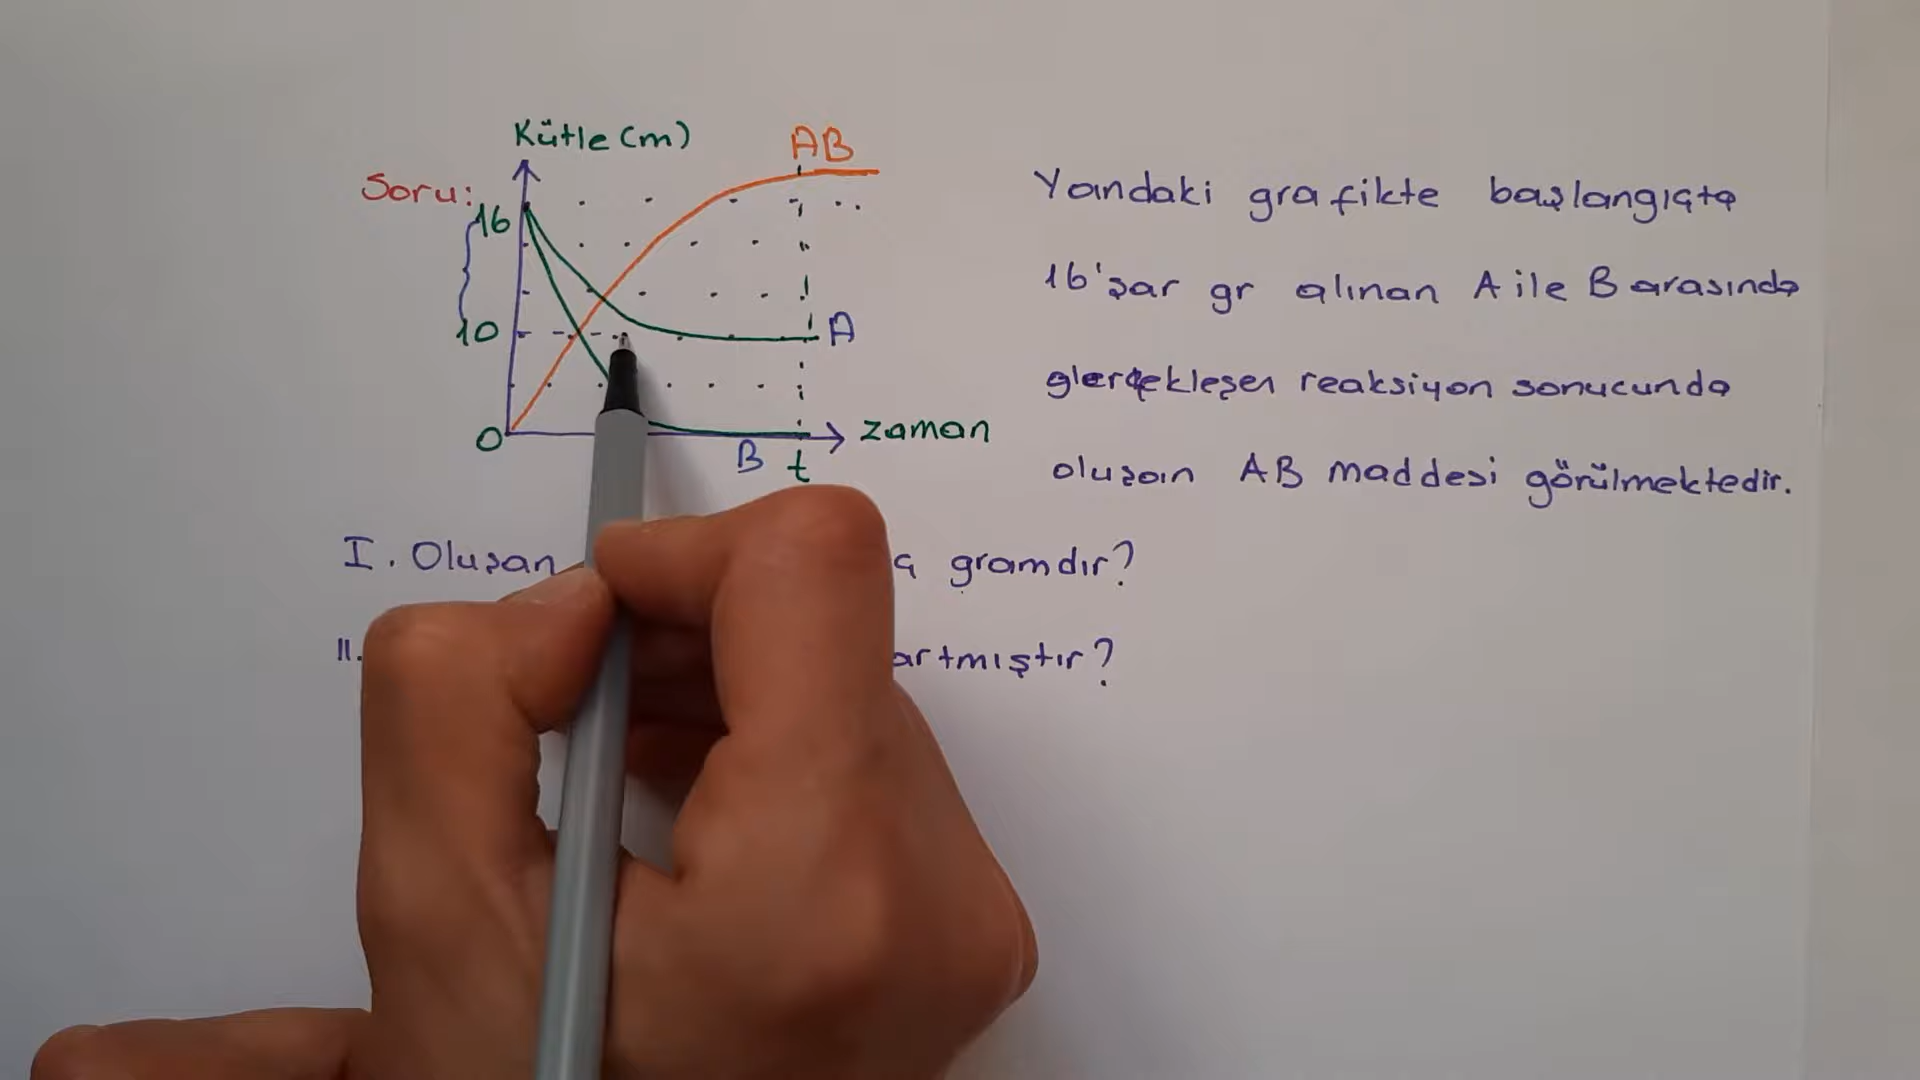 Kütle (m)
AB
Soru:
16
10
A
0
zaman
B
t
Yandaki grafikte başlangıçta
16'şar gr alınan A ile B arasında
gerçekleşen reaksiyon sonucunda
oluşan AB maddesi görülmektedir.
I. Oluşan gramdır?
II. artmıştır?